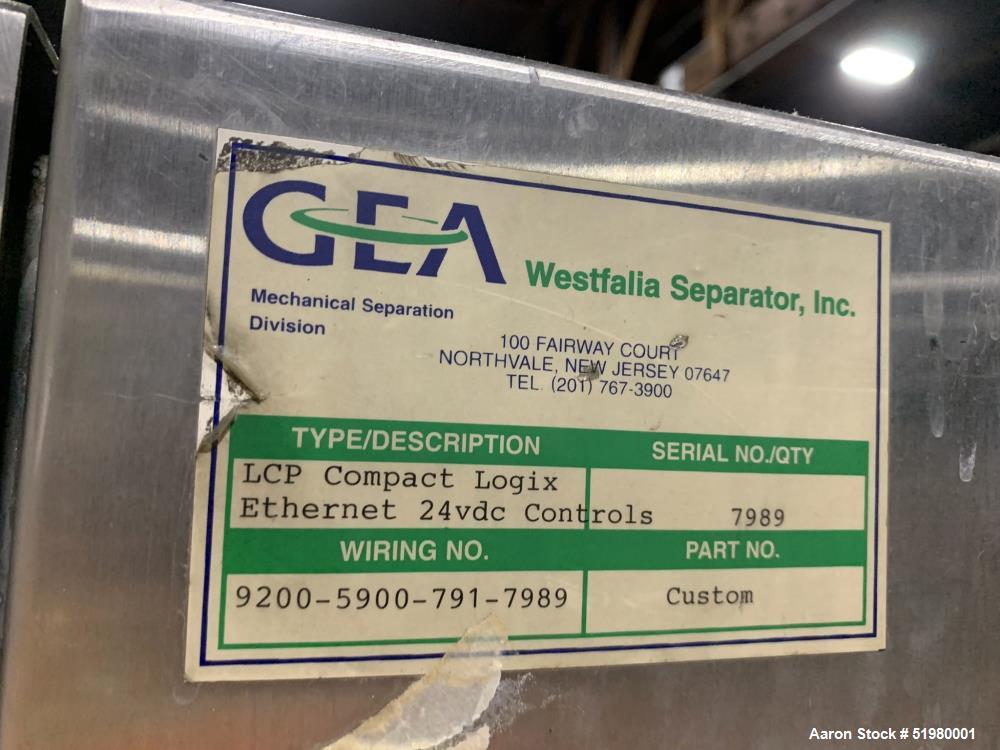 GEA
Westfalia Separator, Inc.
Mechanical Separation
Division
100 FAIRWAY COURT
NORTHVALE, NEW JERSEY 07647
TEL. (201) 767-3900
TYPE/DESCRIPTION
SERIAL NO./QTY
LCP Compact Logix
Ethernet 24vdc Controls
7989
WIRING NO.
PART NO.
9200-5900-791-7989
Custom
Aaron Stock # 51980001